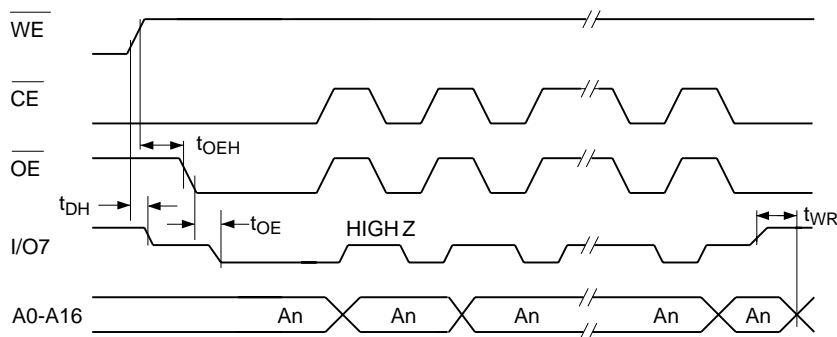 WE
CE
tOEH
OE
tDH
tOE
HIGH Z
tWR
I/O7
A0-A16
An An An An An